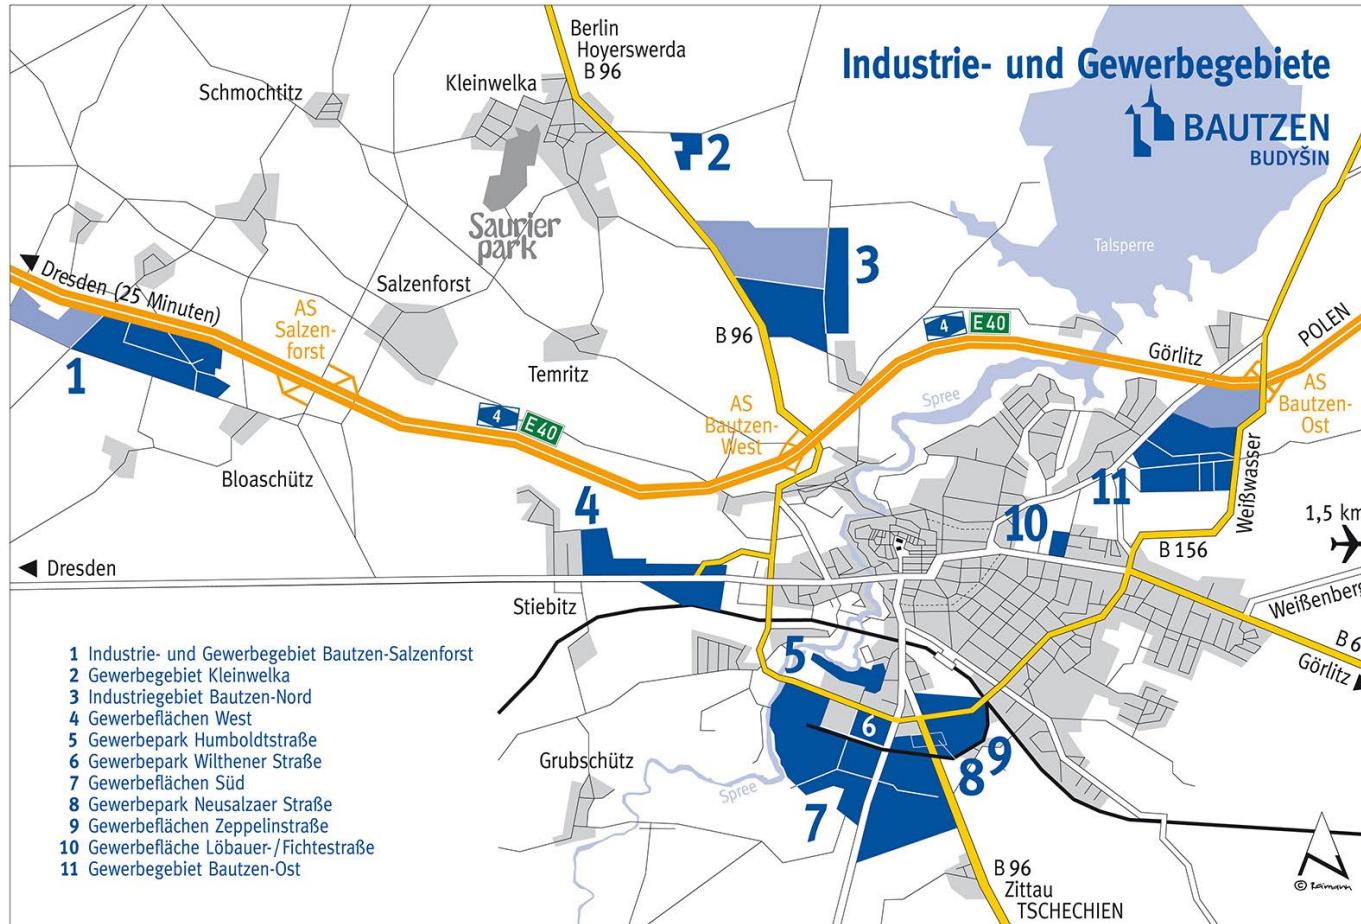 Industrie- und Gewerbegebiete
BAUTZEN
BUDYŠIN
Berlin
Hoyerswerda
B 96
Kleinwelka
Schmochtitz
2
Saurier
park
Talsperre
3
Dresden (25 Minuten)
Salzenforst
AS
Salzen-
forst
4 E 40
POLEN
B 96
Görlitz
1
Temritz
AS
Bautzen-
Ost
Spree
AS
Bautzen-
West
4 E 40
Bloaschütz
11
Weißwasser
4
10
1,5 km
B 156
Dresden
Stiebitz
Weißenberg
B 6
Görlitz
5
6
Grubschütz
9
8
Spree
7
1 Industrie- und Gewerbegebiet Bautzen-Salzenforst
2 Gewerbegebiet Kleinwelka
3 Industriegebiet Bautzen-Nord
4 Gewerbeflächen West
5 Gewerbepark Humboldtstraße
6 Gewerbepark Wilthener Straße
7 Gewerbeflächen Süd
8 Gewerbepark Neusalzaer Straße
9 Gewerbeflächen Zeppelinstraße
10 Gewerbefläche Löbauer-/Fichtestraße
11 Gewerbegebiet Bautzen-Ost
B 96
Zittau
TSCHECHIEN
N
© Raimann